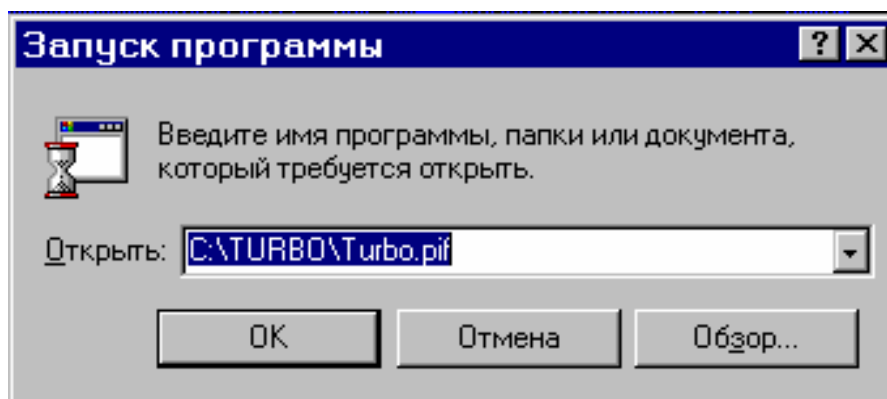 Запуск программы
Введите имя программы, папки или документа,
который требуется открыть.
Открыть: C:\TURBO\Turbo.pif
OK Отмена Обзор...